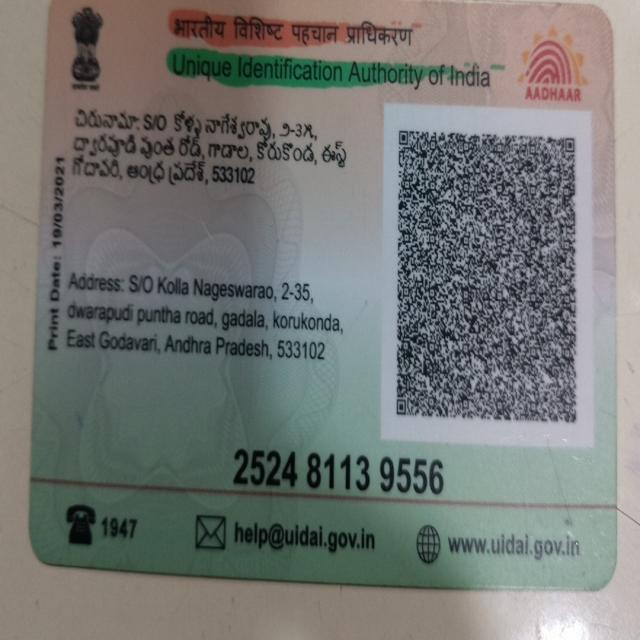 भारतीय विशिष्ट पहचान प्राधिकरण
Unique Identification Authority of India
AADHAAR
చిరునామా: S/O కోళ్ళ నాగేశ్వరావు, ౨-౩౫,
ద్వారపూడి పుంత రోడ్, గాడాల, కోరుకొండ, ఈస్ట్
గోదావరి, ఆంధ్ర ప్రదేశ్, 533102
Print Date: 19/03/2021
Address: S/O Kolla Nageswarao, 2-35,
dwarapudi puntha road, gadala, korukonda,
East Godavari, Andhra Pradesh, 533102
2524 8113 9556
1947
help@uidai.gov.in
www.uidai.gov.in